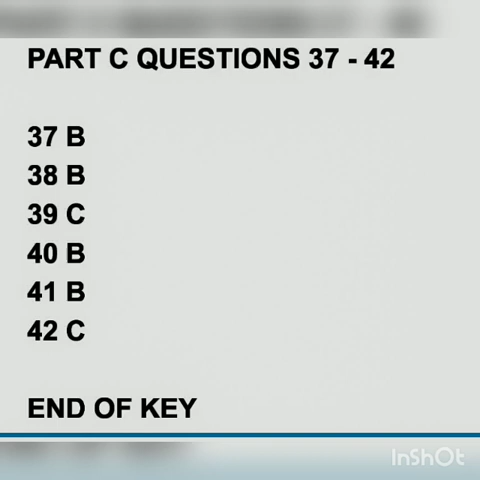 PART C QUESTIONS 37 - 42
37 B
38 B
39 C
40 B
41 B
42 C
END OF KEY
InShOt